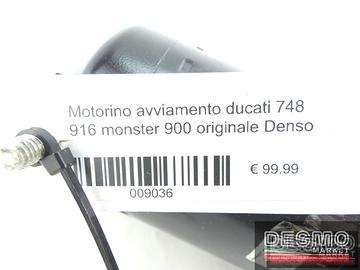 Motorino avviamento ducati 748
916 monster 900 originale Denso
€ 99.99
009036
DESMO
MARKET